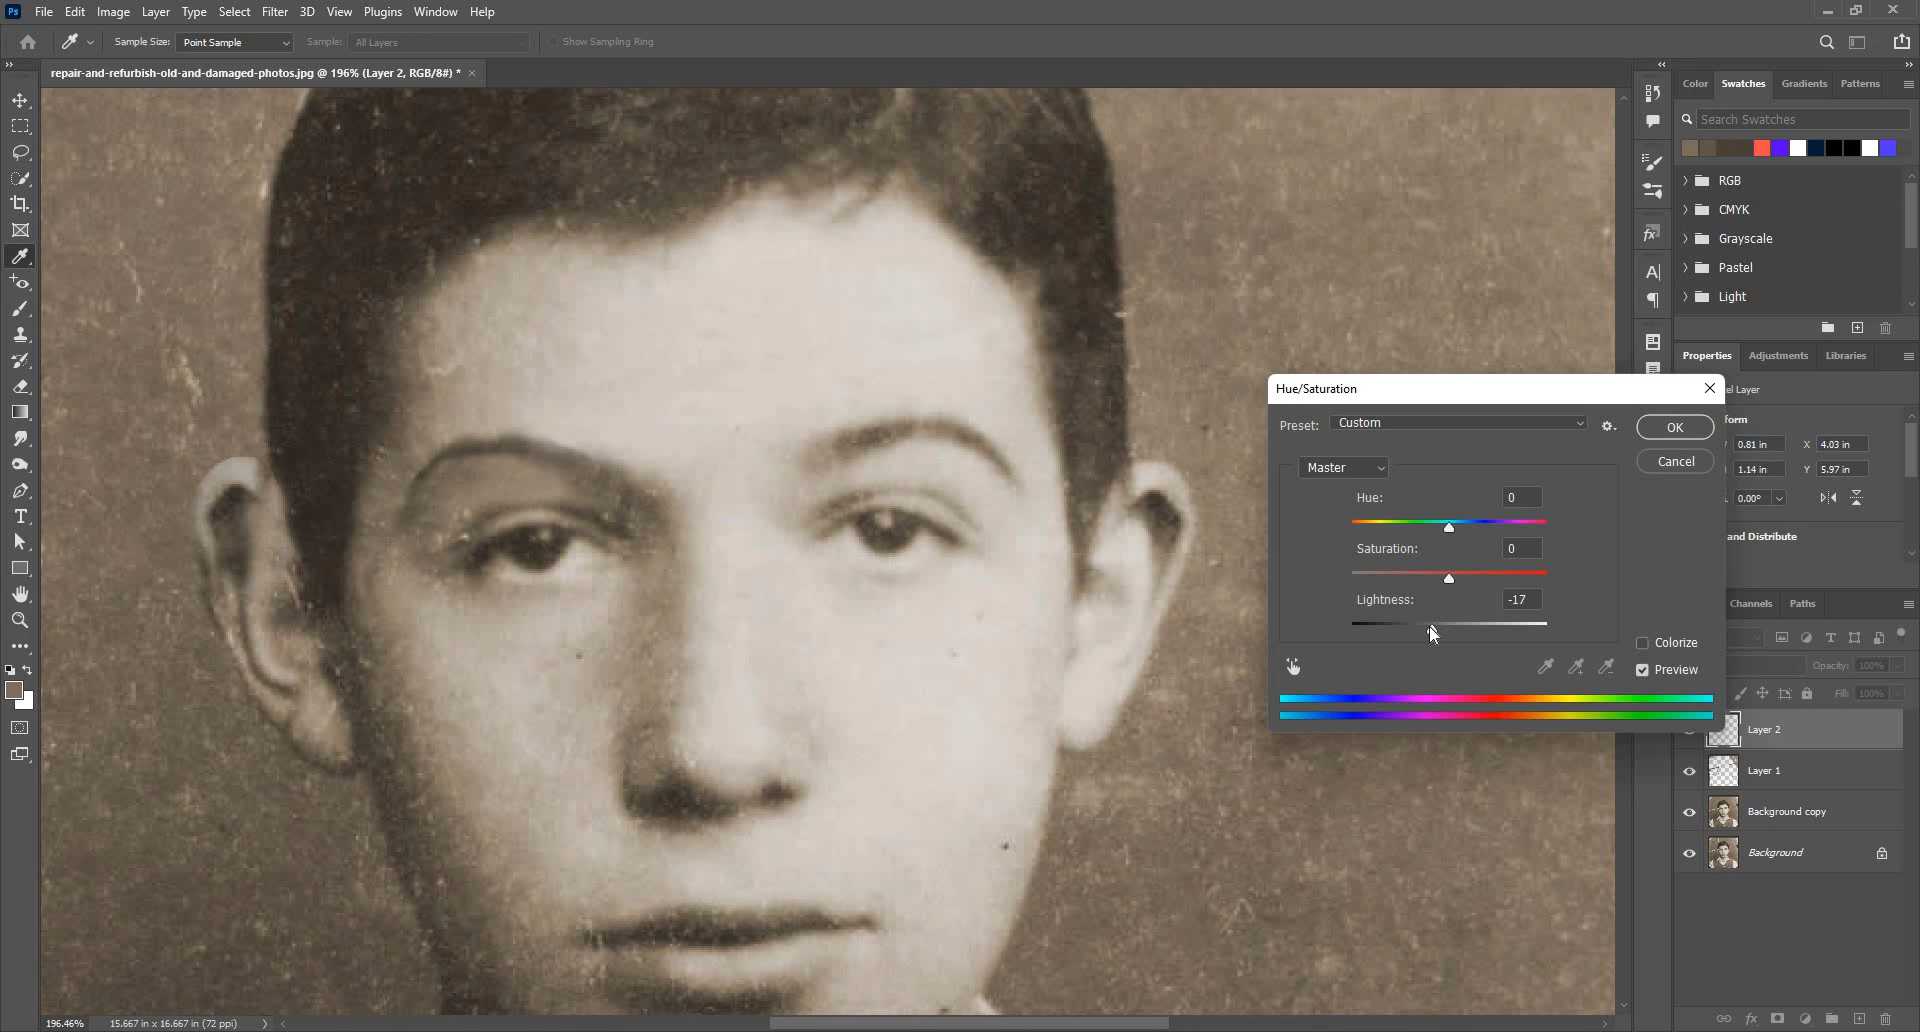 Ps File Edit Image Layer Type Select Filter 3D View Plugins Window Help
Sample Size: Point Sample Sample: All Layers Show Sampling Ring
repair-and-refurbish-old-and-damaged-photos.jpg @ 196% (Layer 2, RGB/8#) *
Color Swatches Gradients Patterns
Search Swatches
RGB
CMYK
Grayscale
Pastel
Light
Properties Adjustments Libraries
el Layer
form
0.81 in X 4.03 in
1.14 in Y 5.97 in
0.00°
and Distribute
Channels Paths
Opacity: 100%
Fill: 100%
Layer 2
Layer 1
Background copy
Background
Hue/Saturation
Preset: Custom
OK
Cancel
Master
Hue: 0
Saturation: 0
Lightness: -17
Colorize
Preview
196.46% 15.667 in x 16.667 in (72 ppi)